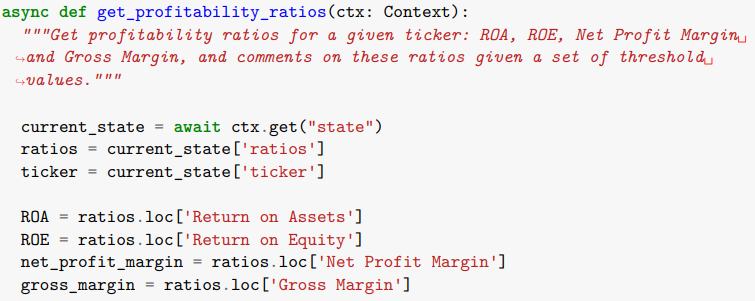 async def get_profitability_ratios(ctx: Context):
"""Get profitability ratios for a given ticker: ROA, ROE, Net Profit Margin␣
↪and Gross Margin, and comments on these ratios given a set of threshold␣
↪values."""
current_state = await ctx.get("state")
ratios = current_state['ratios']
ticker = current_state['ticker']
ROA = ratios.loc['Return on Assets']
ROE = ratios.loc['Return on Equity']
net_profit_margin = ratios.loc['Net Profit Margin']
gross_margin = ratios.loc['Gross Margin']